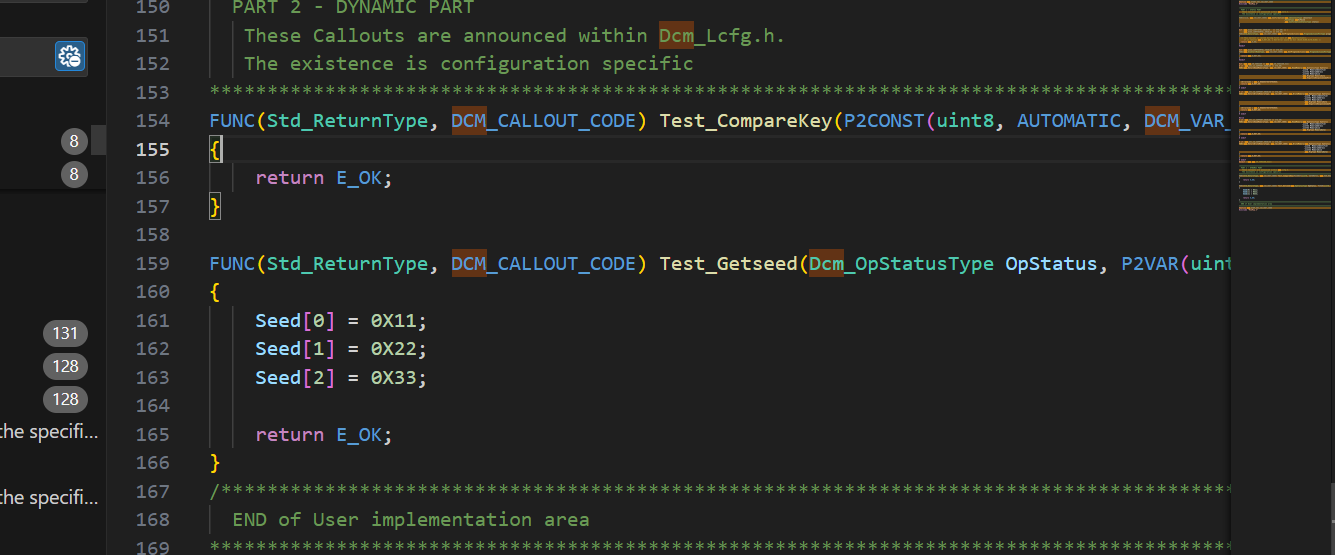 8
8
131
128
128
the specifi...
the specifi...
150 PART 2 - DYNAMIC PART
151 These Callouts are announced within Dcm_Lcfg.h.
152 The existence is configuration specific
153 ****************************************************************************************
154 FUNC(Std_ReturnType, DCM_CALLOUT_CODE) Test_CompareKey(P2CONST(uint8, AUTOMATIC, DCM_VAR_
155 {
156 return E_OK;
157 }
158
159 FUNC(Std_ReturnType, DCM_CALLOUT_CODE) Test_Getseed(Dcm_OpStatusType OpStatus, P2VAR(uint
160 {
161 Seed[0] = 0X11;
162 Seed[1] = 0X22;
163 Seed[2] = 0X33;
164
165 return E_OK;
166 }
167 /***************************************************************************************
168 END of User implementation area
169 ****************************************************************************************